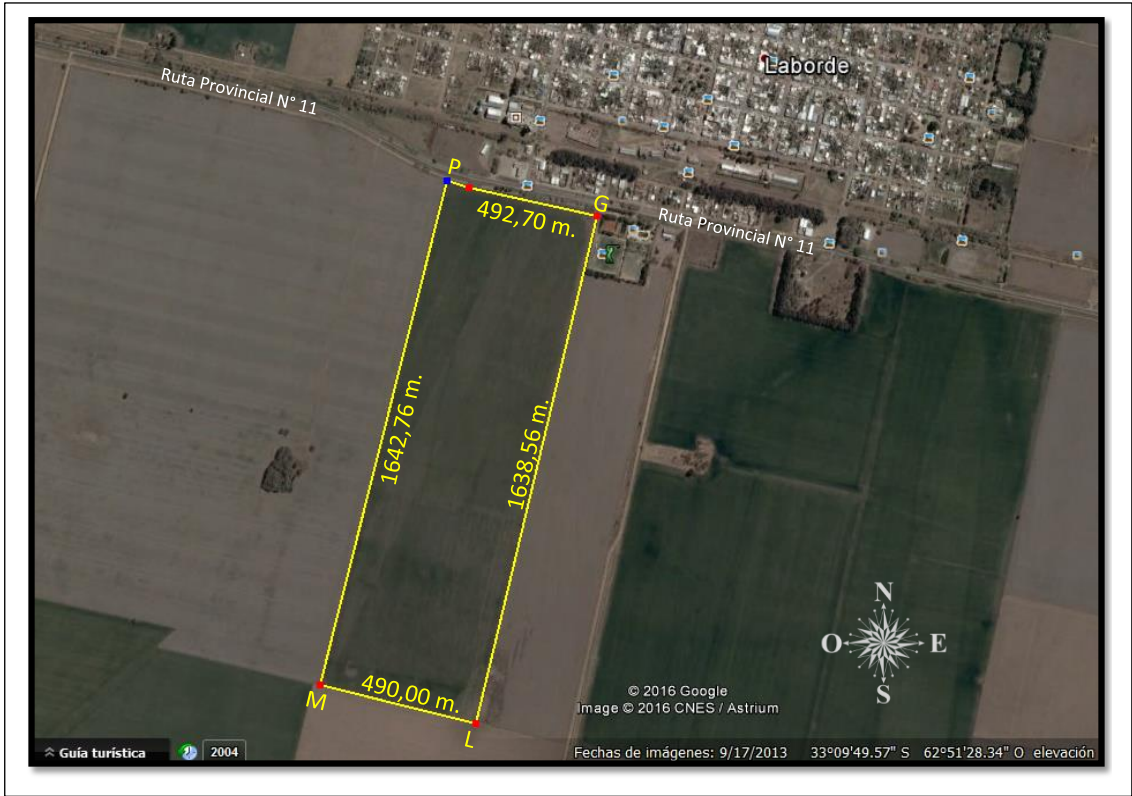 Laborde
Ruta Provincial N° 11
P
G
492,70 m.
Ruta Provincial N° 11
1642,76 m.
1638,56 m.
N
O E
S
M
490,00 m.
L
© 2016 Google
Image © 2016 CNES / Astrium
Guía turística
2004
Fechas de imágenes: 9/17/2013 33°09'49.57" S 62°51'28.34" O elevación